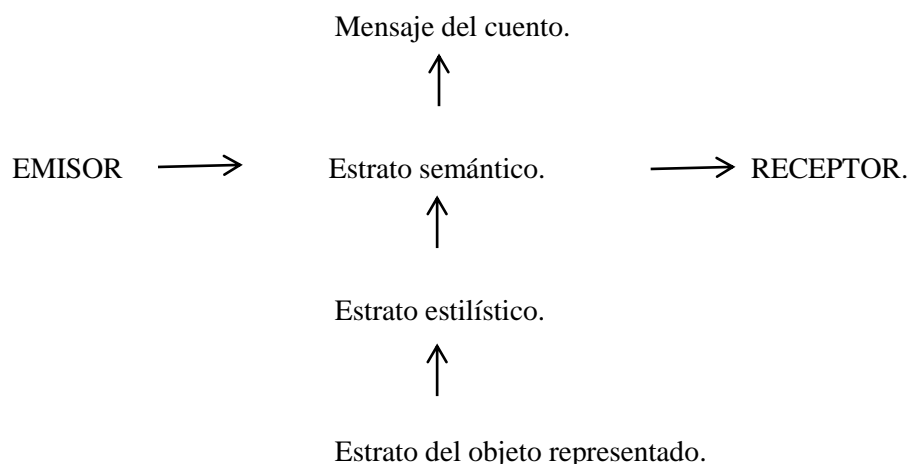 Mensaje del cuento.
EMISOR Estrato semántico. RECEPTOR.
Estrato estilístico.
Estrato del objeto representado.